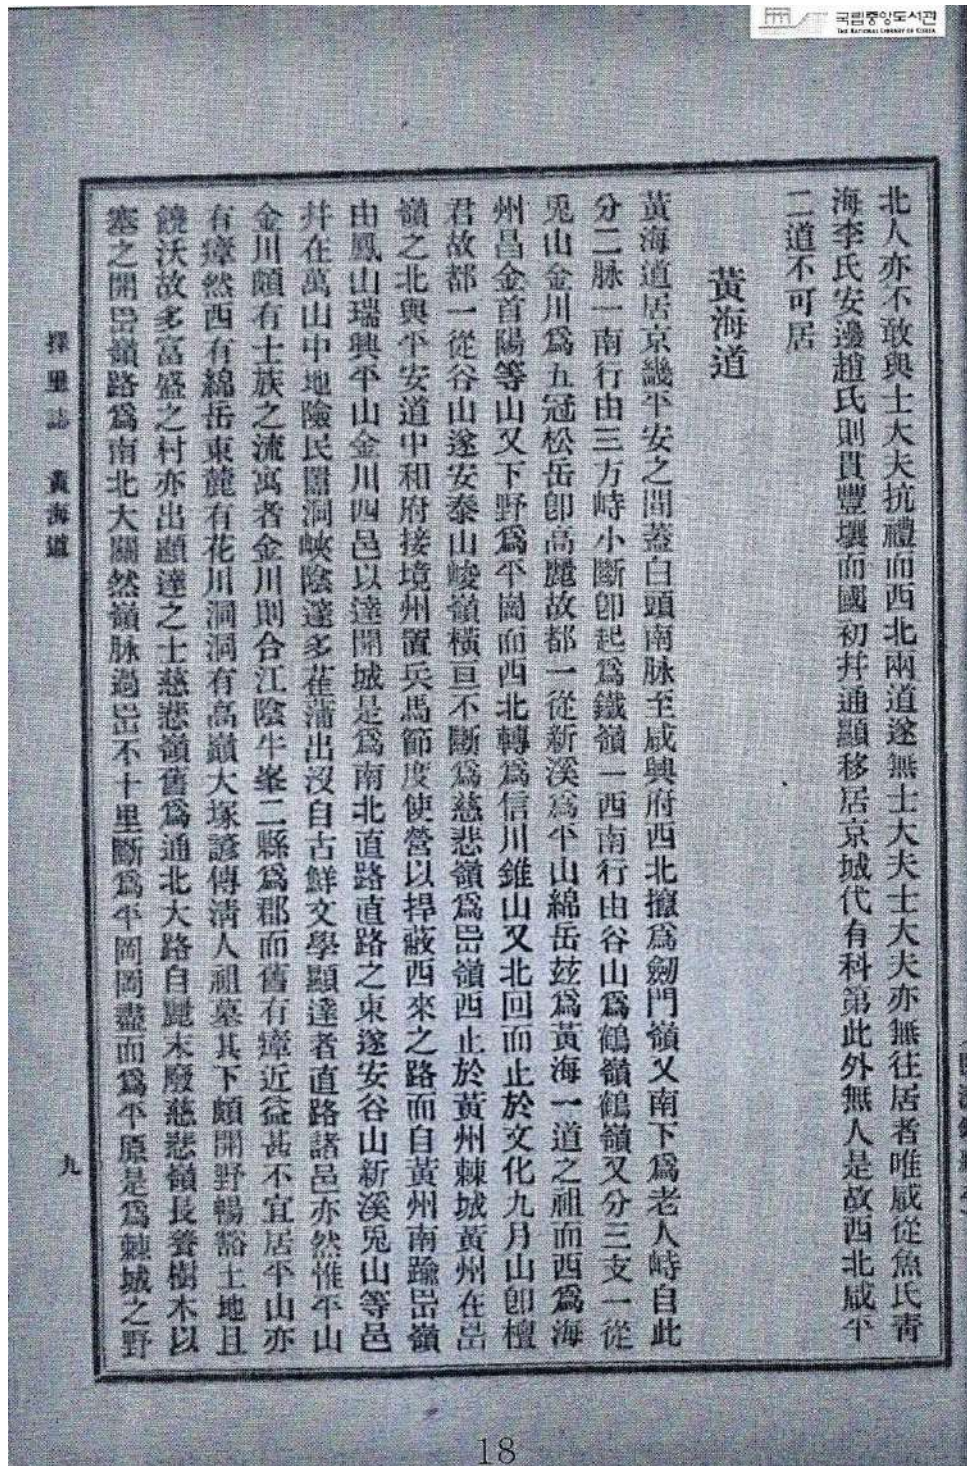 국립중앙도서관
THE NATIONAL LIBRARY OF KOREA
北人亦不敢與士大夫抗禮而西北兩道遂無士大夫士大夫亦無往居者唯咸從魚氏靑
海李氏安邊趙氏則貫豐壤而國初幷通顯移居京城代有科第此外無人是故西北咸平
二道不可居
黃海道
黃海道居京畿平安之間蓋白頭南脉至咸興府西北撤爲劒門嶺又南下爲老人峙自此
分二脉一南行由三方峙小斷卽起爲鐵嶺一西南行由谷山爲鶴嶺鶴嶺又分三支一從
兎山金川爲五冠松岳卽高麗故都一從新溪爲平山綿岳玆爲黃海一道之祖而西爲海
州昌金首陽等山又下野爲平崗而西北轉爲信川錐山又北回而止於文化九月山卽檀
君故都一從谷山遂安泰山峻嶺橫亘不斷爲慈悲嶺爲岊嶺西止於黃州棘城黃州在岊
嶺之北與平安道中和府接境州置兵馬節度使營以捍蔽西來之路而自黃州南踰岊嶺
由鳳山瑞興平山金川四邑以達開城是爲南北直路直路之東遂安谷山新溪兎山等邑
幷在萬山中地險民嚚洞峽陰邃多萑蒲出沒自古鮮文學顯達者直路諸邑亦然惟平山
金川頗有士族之流寓者金川則合江陰牛峯二縣爲郡而舊有瘴近益甚不宜居平山亦
有瘴然西有綿岳東麓有花川洞洞有高巔大塚諺傳淸人祖墓其下頗開野暢豁土地且
饒沃故多富盛之村亦出顯達之士慈悲嶺舊爲通北大路自麗末廢慈悲嶺長養樹木以
塞之開岊嶺路爲南北大關然嶺脉過岊不十里斷爲平岡岡盡而爲平原是爲棘城之野
擇里誌 黃海道
九
18